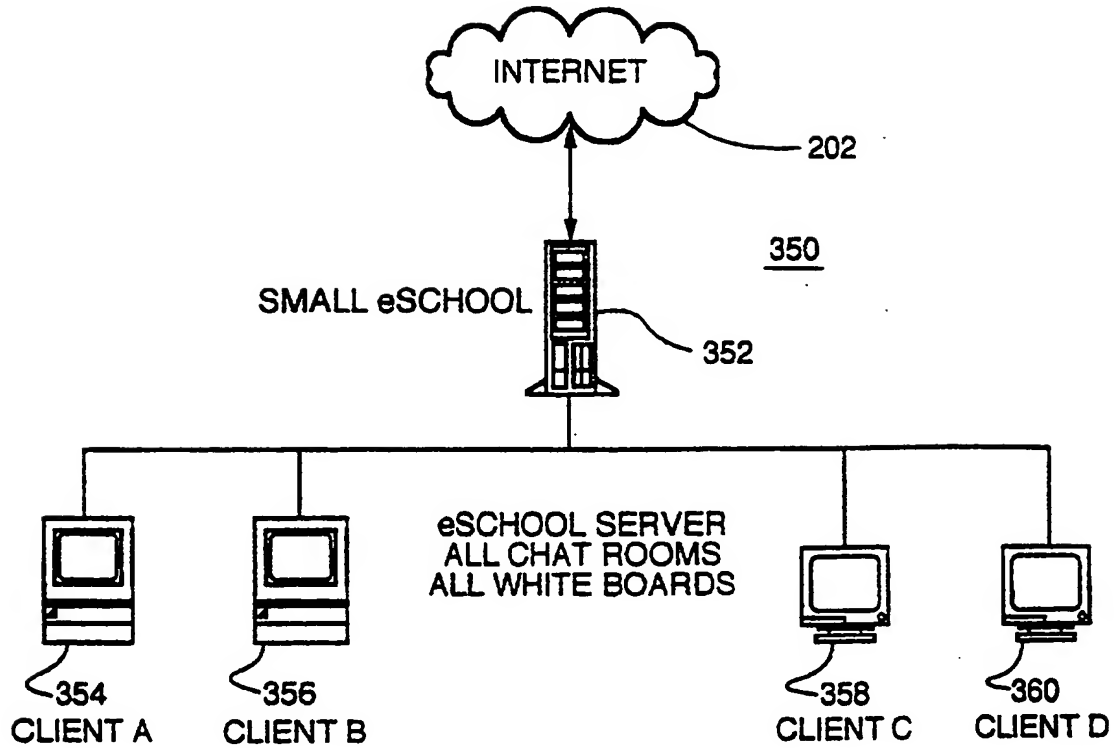 INTERNET
202
350
SMALL eSCHOOL
352
eSCHOOL SERVER
ALL CHAT ROOMS
ALL WHITE BOARDS
354
CLIENT A
356
CLIENT B
358
CLIENT C
360
CLIENT D